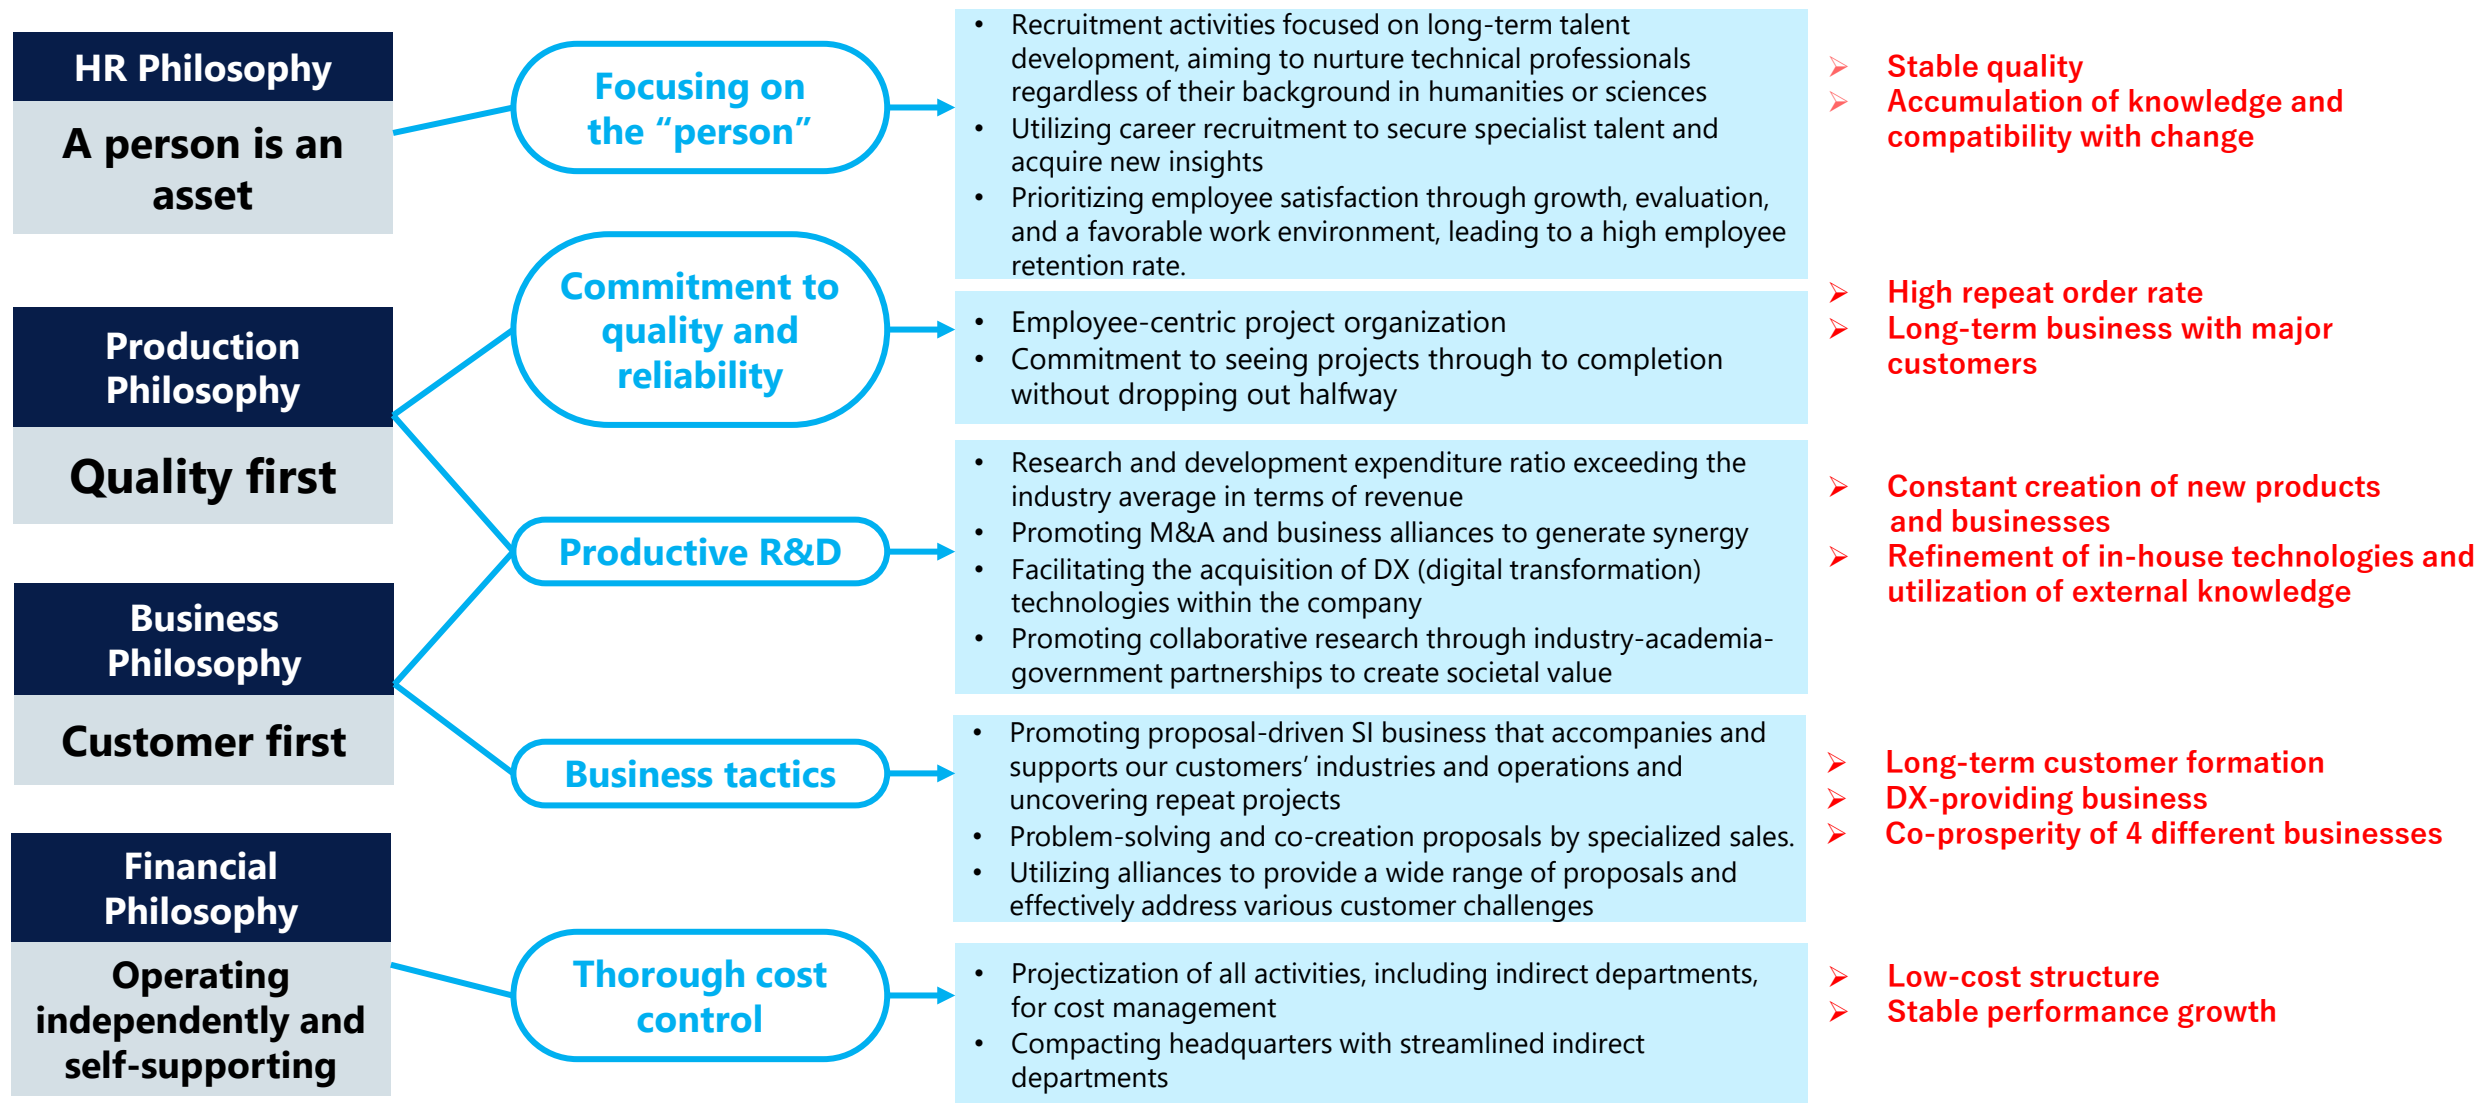 HR Philosophy
A person is an
asset
Production
Philosophy
Quality first
Business
Philosophy
Customer first
Financial
Philosophy
Operating
independently and
self-supporting
Focusing on
the “person”
Commitment to
quality and
reliability
Productive R&D
Business tactics
Thorough cost
control
• Recruitment activities focused on long-term talent
development, aiming to nurture technical professionals
regardless of their background in humanities or sciences
• Utilizing career recruitment to secure specialist talent and
acquire new insights
• Prioritizing employee satisfaction through growth, evaluation,
and a favorable work environment, leading to a high employee
retention rate.
• Employee-centric project organization
• Commitment to seeing projects through to completion
without dropping out halfway
• Research and development expenditure ratio exceeding the
industry average in terms of revenue
• Promoting M&A and business alliances to generate synergy
• Facilitating the acquisition of DX (digital transformation)
technologies within the company
• Promoting collaborative research through industry-academia-
government partnerships to create societal value
• Promoting proposal-driven SI business that accompanies and
supports our customers’ industries and operations and
uncovering repeat projects
• Problem-solving and co-creation proposals by specialized sales.
• Utilizing alliances to provide a wide range of proposals and
effectively address various customer challenges
• Projectization of all activities, including indirect departments,
for cost management
• Compacting headquarters with streamlined indirect
departments
➢ Stable quality
➢ Accumulation of knowledge and
compatibility with change
➢ High repeat order rate
➢ Long-term business with major
customers
➢ Constant creation of new products
and businesses
➢ Refinement of in-house technologies and
utilization of external knowledge
➢ Long-term customer formation
➢ DX-providing business
➢ Co-prosperity of 4 different businesses
➢ Low-cost structure
➢ Stable performance growth